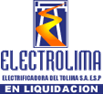 ELECTROLIMA
ELECTRIFICADORA DEL TOLIMA S.A. E.S.P
EN LIQUIDACION